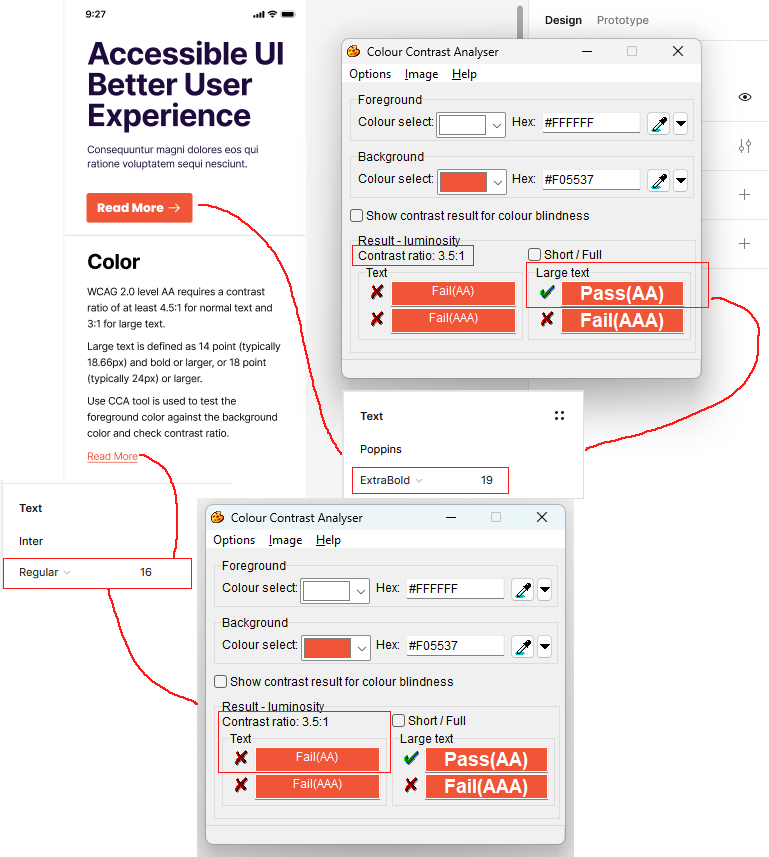 9:27
Accessible UI
Better User
Experience
Consequuntur magni dolores eos qui
ratione voluptatem sequi nesciunt.
Read More →
Color
WCAG 2.0 level AA requires a contrast
ratio of at least 4.5:1 for normal text and
3:1 for large text.
Large text is defined as 14 point (typically
18.66px) and bold or larger, or 18 point
(typically 24px) or larger.
Use CCA tool is used to test the
foreground color against the background
color and check contrast ratio.
Read More
Design Prototype
Colour Contrast Analyser
Options Image Help
Foreground
Colour select: Hex: #FFFFFF
Background
Colour select: Hex: #F05537
Show contrast result for colour blindness
Result - luminosity
Contrast ratio: 3.5:1 Short / Full
Text Large text
Fail(AA) Pass(AA)
Fail(AAA) Fail(AAA)
Text
Poppins
ExtraBold 19
Text
Inter
Regular 16
Colour Contrast Analyser
Options Image Help
Foreground
Colour select: Hex: #FFFFFF
Background
Colour select: Hex: #F05537
Show contrast result for colour blindness
Result - luminosity
Contrast ratio: 3.5:1 Short / Full
Text Large text
Fail(AA) Pass(AA)
Fail(AAA) Fail(AAA)